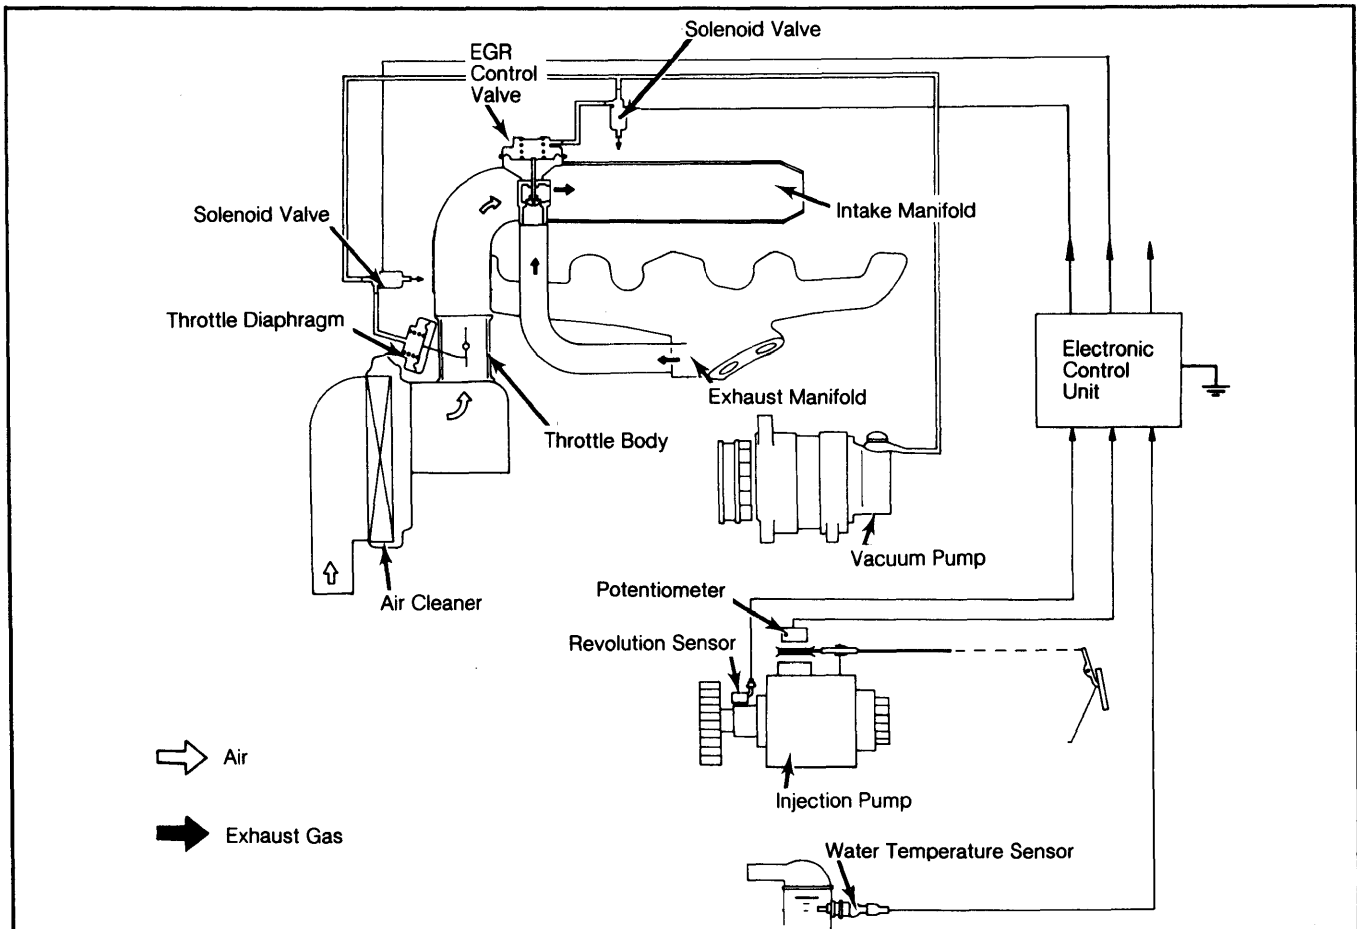 Solenoid Valve
EGR
Control
Valve
Solenoid Valve
Intake Manifold
Throttle Diaphragm
Electronic
Control
Unit
Exhaust Manifold
Throttle Body
Vacuum Pump
Air Cleaner
Potentiometer
Revolution Sensor
Air
Injection Pump
Exhaust Gas
Water Temperature Sensor